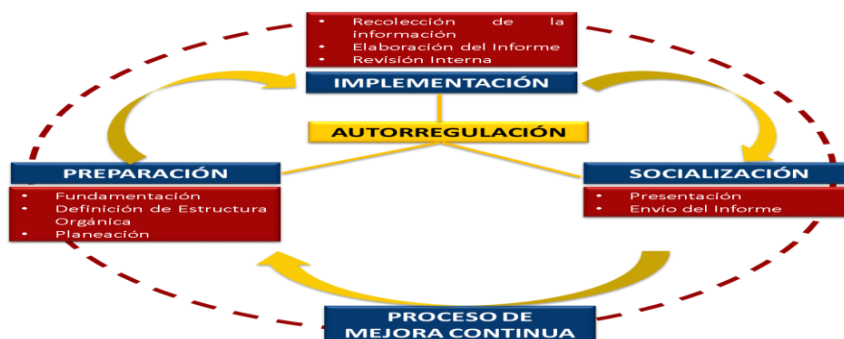 • Recolección de la
información
• Elaboración del Informe
• Revisión Interna
IMPLEMENTACIÓN
AUTORREGULACIÓN
PREPARACIÓN
• Fundamentación
• Definición de Estructura
Orgánica
• Planeación
SOCIALIZACIÓN
• Presentación
• Envío del Informe
PROCESO DE
MEJORA CONTINUA